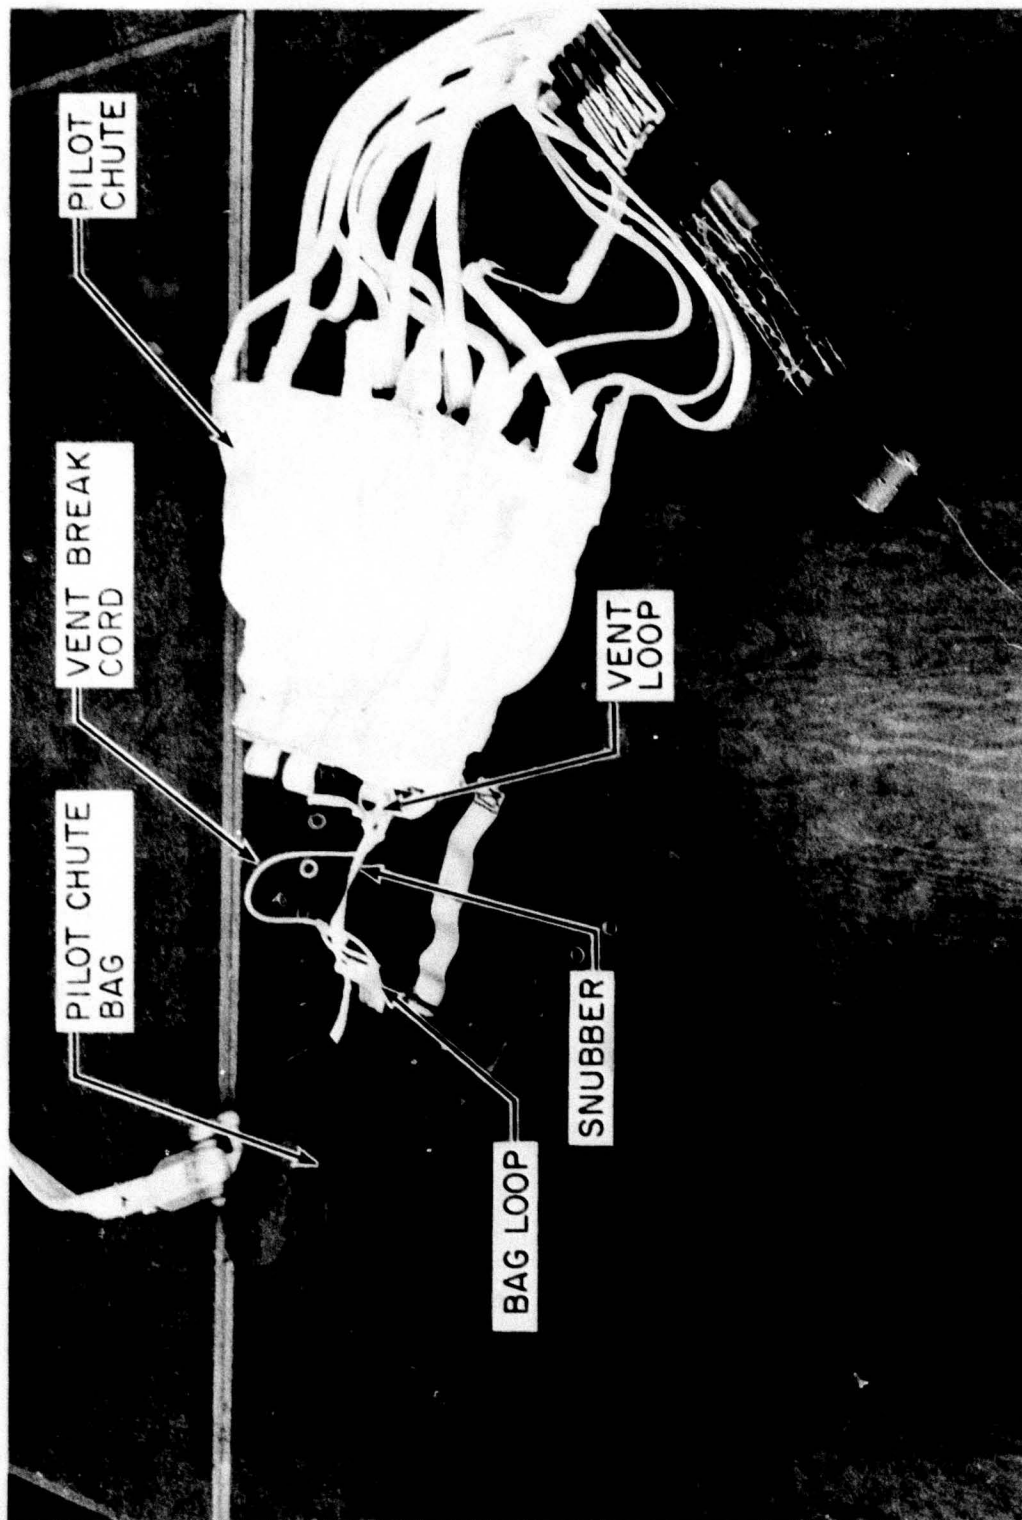 PILOT CHUTE
BAG
VENT BREAK
CORD
PILOT
CHUTE
BAG LOOP
SNUBBER
VENT
LOOP